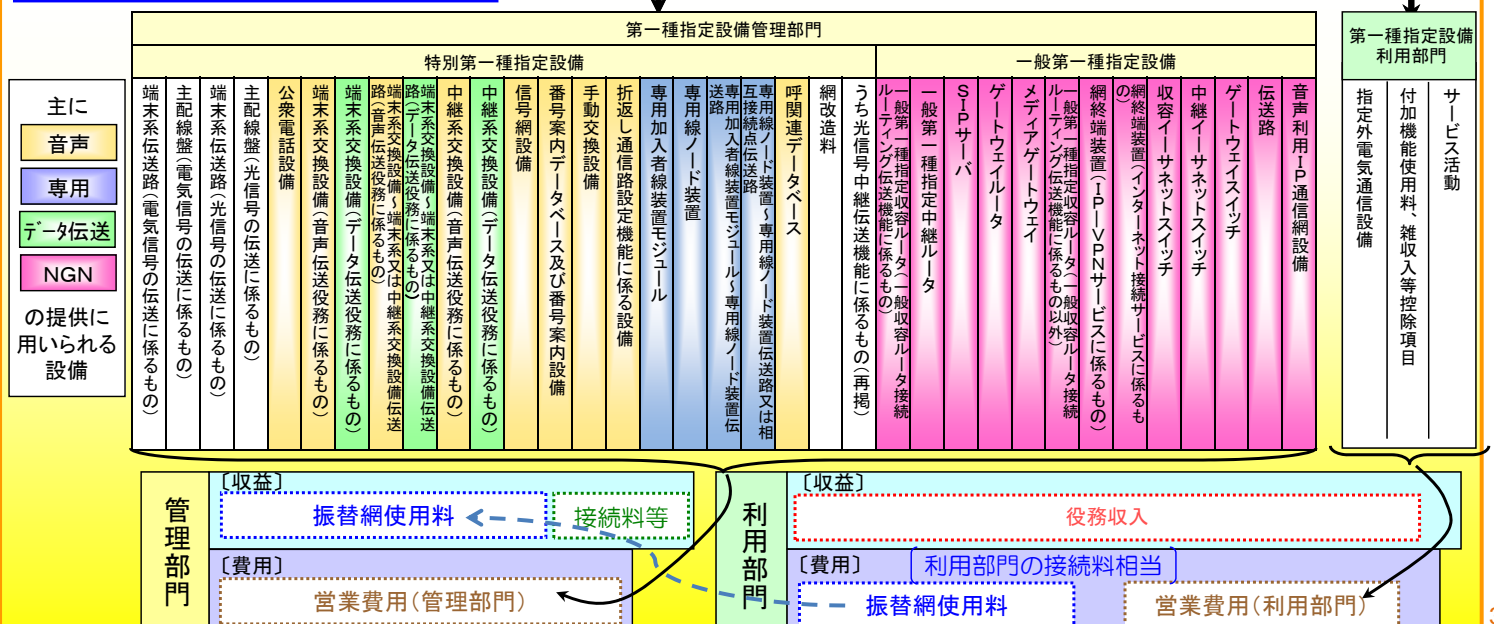 第一種指定設備管理部門
特別第一種指定設備
一般第一種指定設備
第一種指定設備
利用部門
主に
音声
専用
データ伝送
NGN
の提供に
用いられる
設備
端末系伝送路(電気信号の伝送に係るもの)
主配線盤(電気信号の伝送に係るもの)
端末系伝送路(光信号の伝送に係るもの)
主配線盤(光信号の伝送に係るもの)
公衆電話設備
端末系交換設備(音声伝送役務に係るもの)
端末系交換設備(データ伝送役務に係るもの)
端末系交換設備~端末系又は中継系交換設備伝送
路(音声伝送役務に係るもの)
端末系交換設備~端末系又は中継系交換設備伝送
路(データ伝送役務に係るもの)
中継系交換設備(音声伝送役務に係るもの)
中継系交換設備(データ伝送役務に係るもの)
信号網設備
番号案内データベース及び番号案内設備
手動交換設備
折返し通信路設定機能に係る設備
専用加入者線装置モジュール
専用線ノード装置
専用加入者線装置モジュール~専用線ノード装置伝
送路
専用線ノード装置~専用線ノード装置伝送路又は相
互接続点伝送路
呼関連データベース
網改造料
うち光信号中継伝送機能に係るもの(再掲)
一般第一種指定収容ルータ(一般収容ルータ接続
ルーティング伝送機能に係るもの)
一般第一種指定中継ルータ
SIPサーバ
ゲートウェイルータ
メディアゲートウェイ
一般第一種指定収容ルータ(一般収容ルータ接続
ルーティング伝送機能に係るもの以外)
網終端装置(IP-VPNサービスに係るもの)
網終端装置(インターネット接続サービスに係るも
の)
収容イーサネットスイッチ
中継イーサネットスイッチ
ゲートウェイスイッチ
伝送路
音声利用IP通信網設備
指定外電気通信設備
付加機能使用料、雑収入等控除項目
サービス活動
管理部門
〔収益〕
振替網使用料
接続料等
〔費用〕
営業費用(管理部門)
利用部門
〔収益〕
役務収入
〔費用〕
利用部門の接続料相当
振替網使用料
営業費用(利用部門)